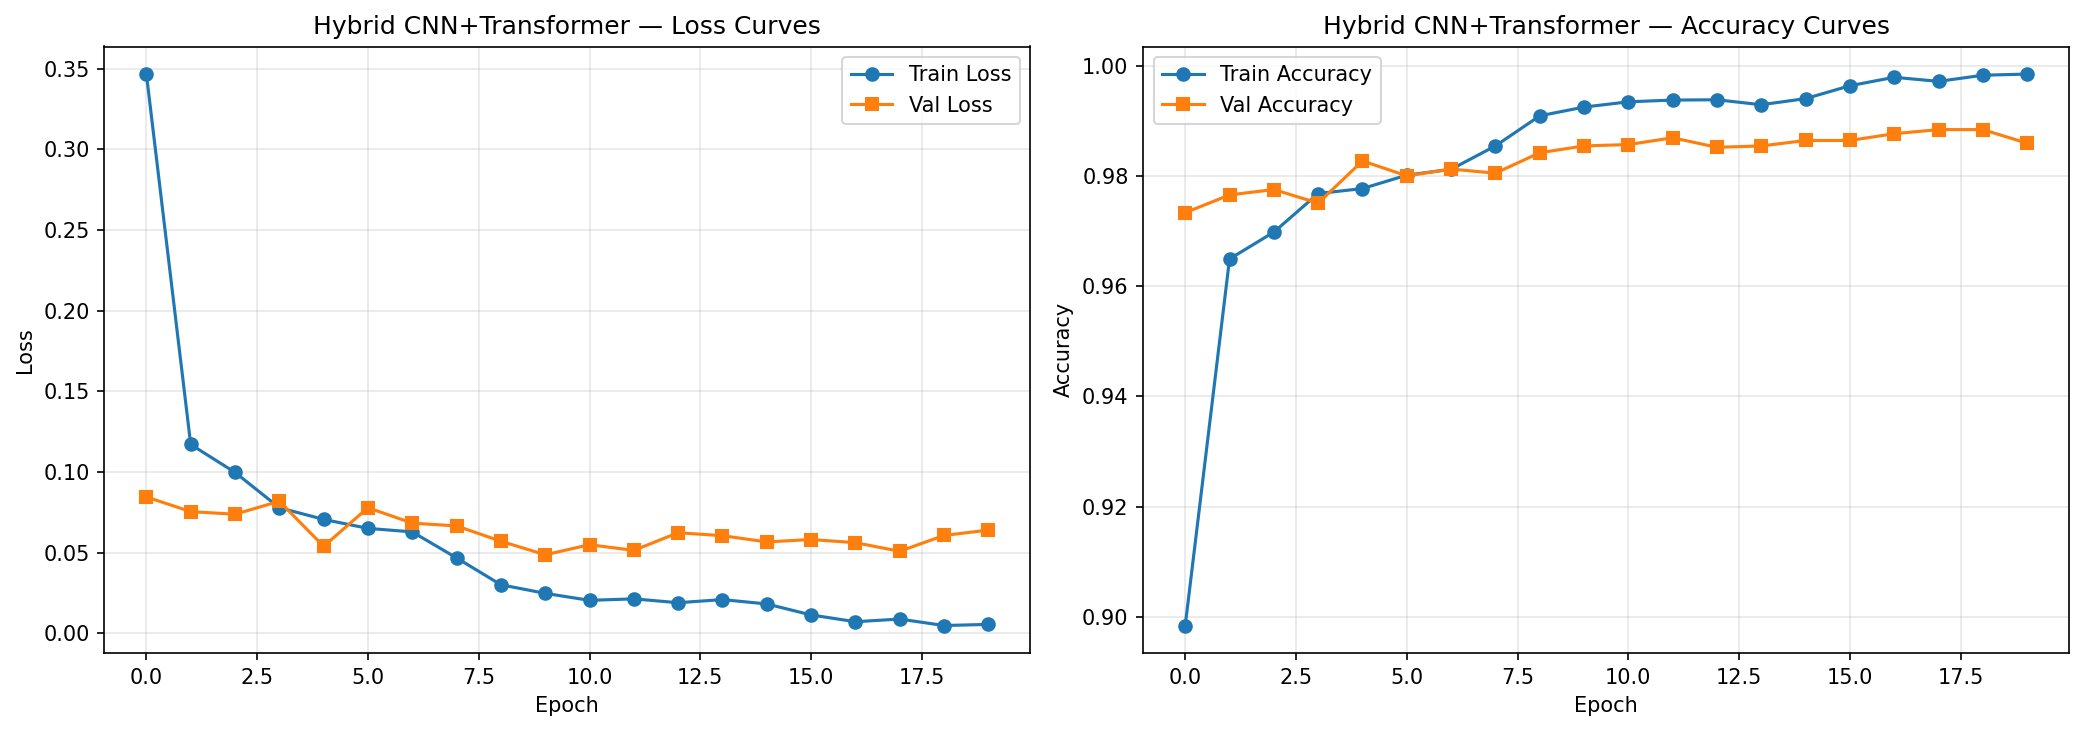 Hybrid CNN+Transformer — Loss Curves
Train Loss
Val Loss
0.35
0.30
0.25
0.20
0.15
0.10
0.05
0.00
Loss
0.0 2.5 5.0 7.5 10.0 12.5 15.0 17.5
Epoch
Hybrid CNN+Transformer — Accuracy Curves
Train Accuracy
Val Accuracy
1.00
0.98
0.96
0.94
0.92
0.90
Accuracy
0.0 2.5 5.0 7.5 10.0 12.5 15.0 17.5
Epoch